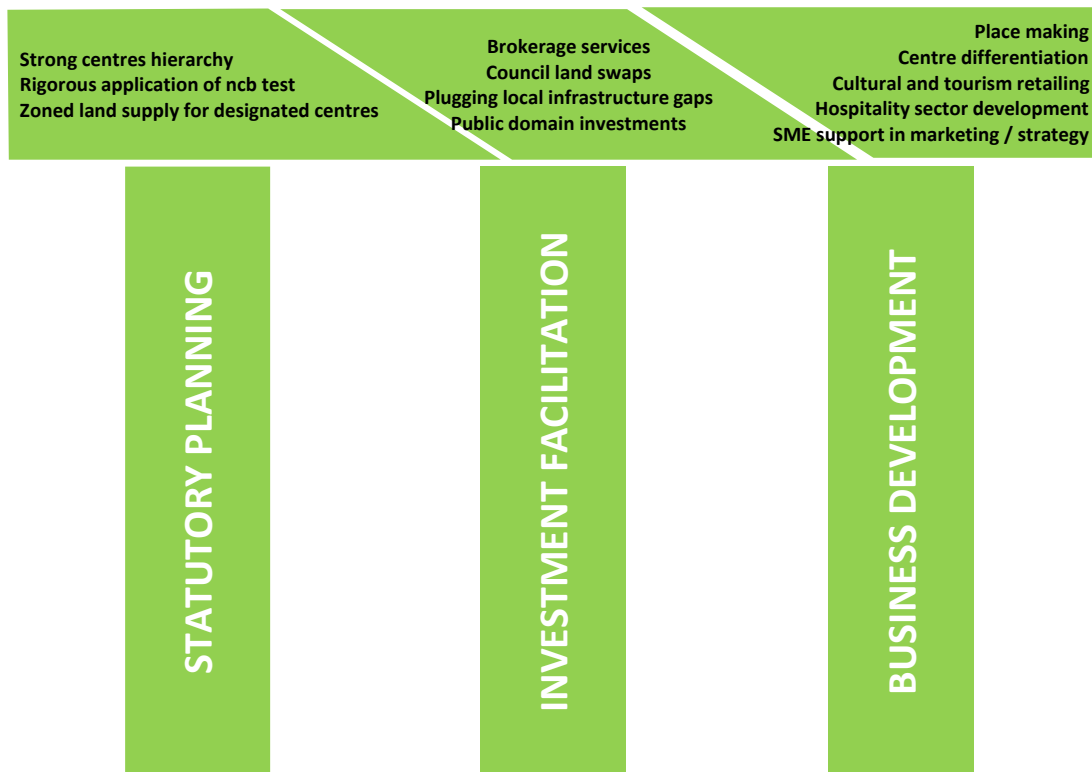 Strong centres hierarchy
Rigorous application of ncb test
Zoned land supply for designated centres
Brokerage services
Council land swaps
Plugging local infrastructure gaps
Public domain investments
Place making
Centre differentiation
Cultural and tourism retailing
Hospitality sector development
SME support in marketing / strategy
STATUTORY PLANNING
INVESTMENT FACILITATION
BUSINESS DEVELOPMENT